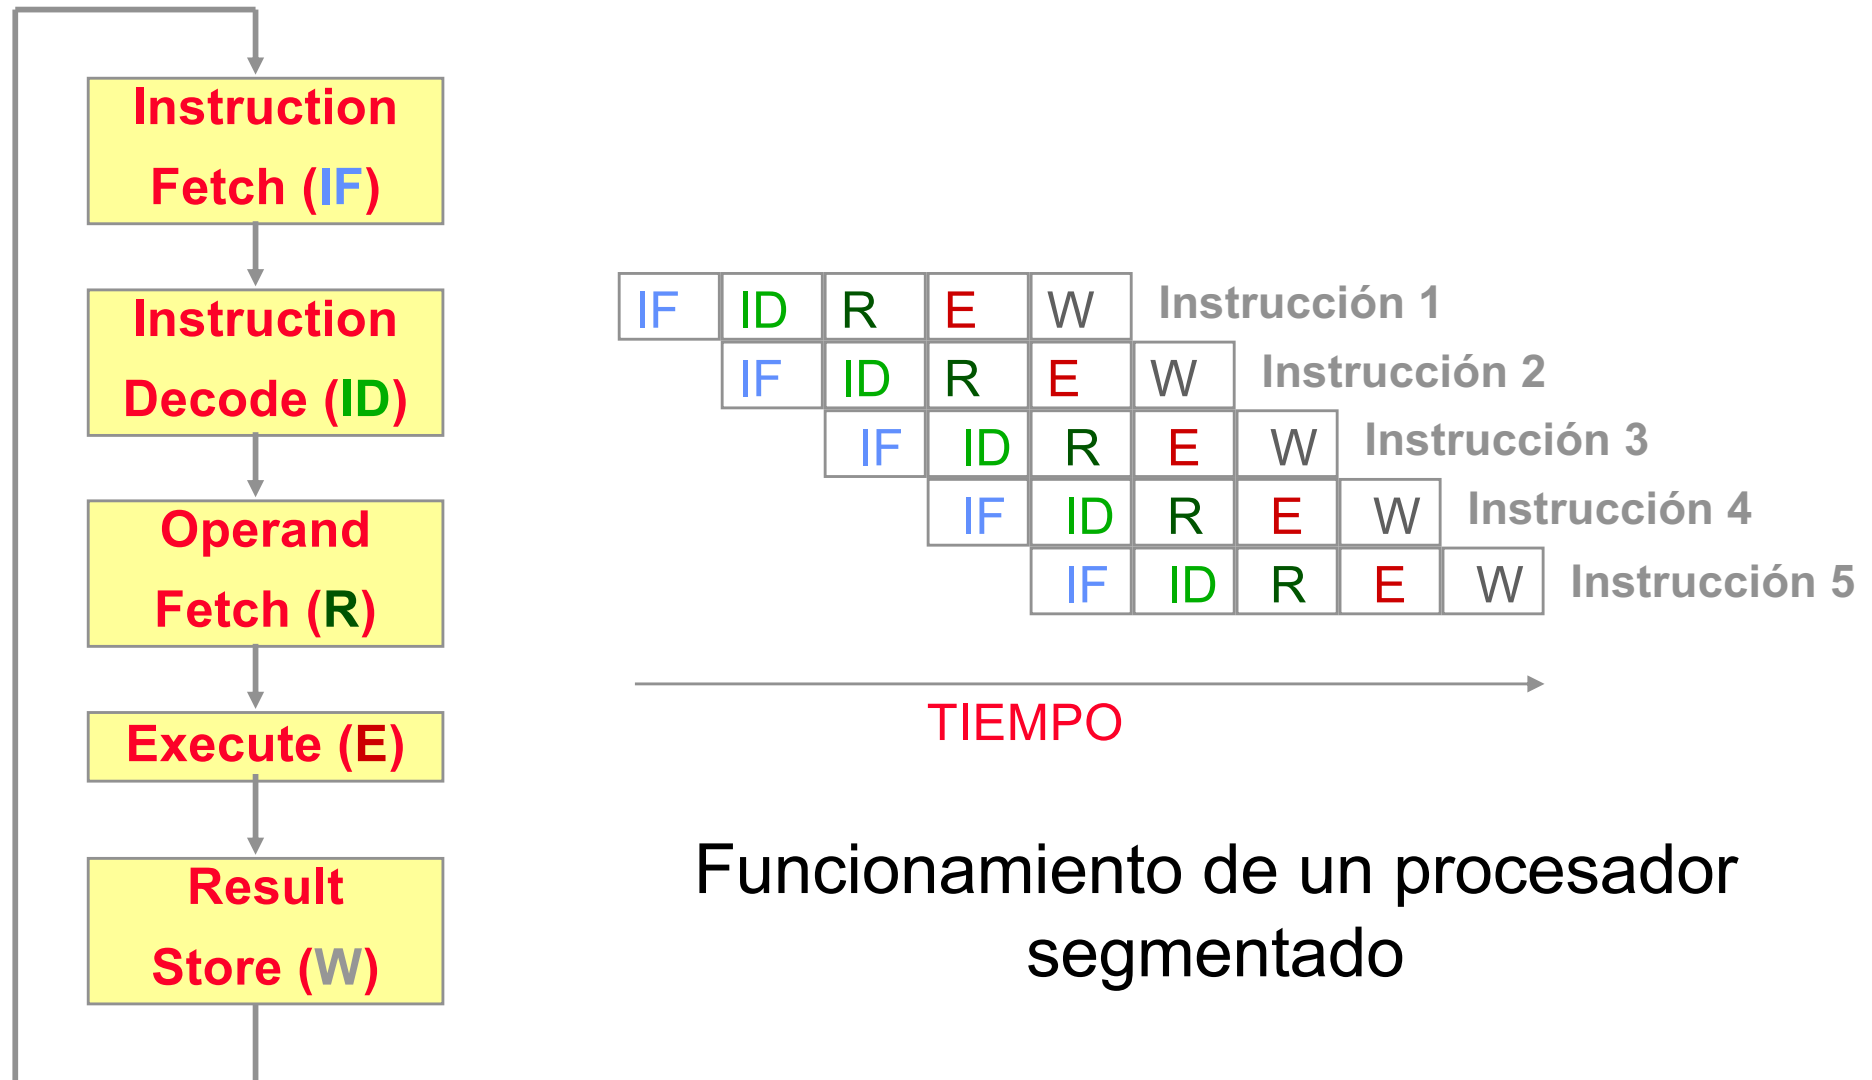 Instruction
Fetch (IF)
Instruction
Decode (ID)
Operand
Fetch (R)
Execute (E)
Result
Store (W)
IF ID R E W Instrucción 1
IF ID R E W Instrucción 2
IF ID R E W Instrucción 3
IF ID R E W Instrucción 4
IF ID R E W Instrucción 5
TIEMPO
Funcionamiento de un procesador
segmentado